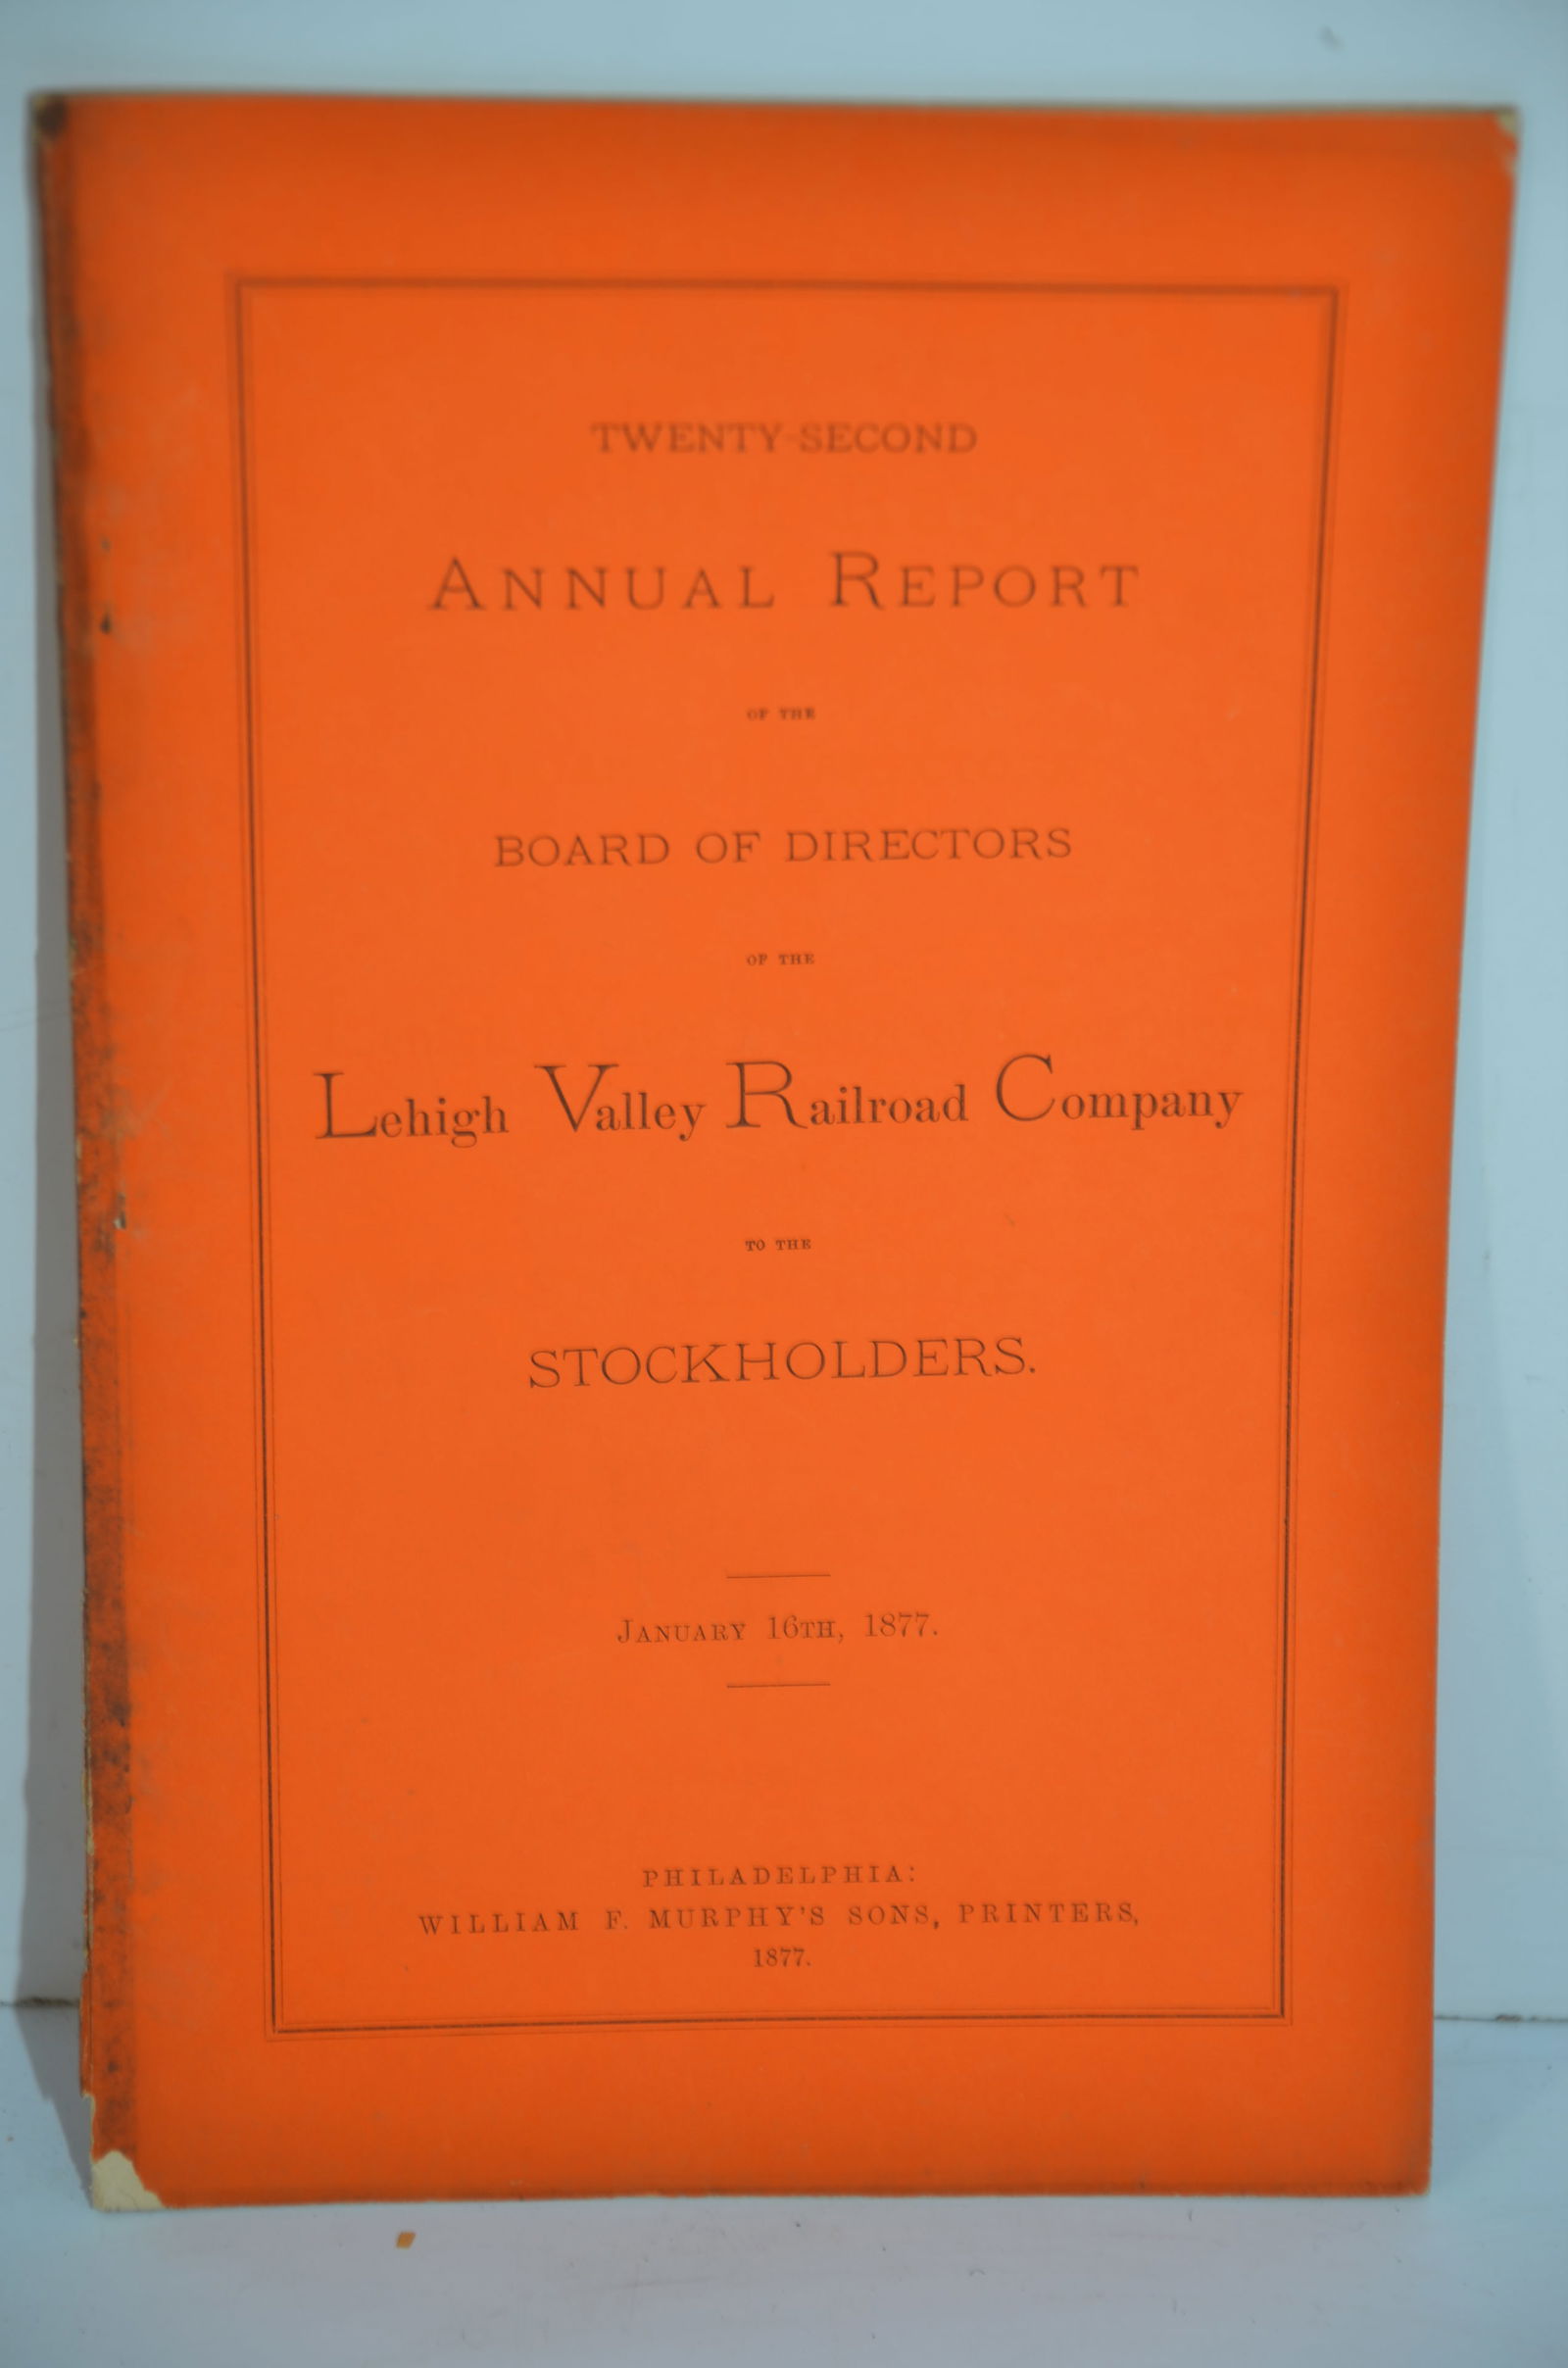 TWENTY-SECOND
ANNUAL REPORT
OF THE
BOARD OF DIRECTORS
OF THE
Lehigh Valley Railroad Company
TO THE
STOCKHOLDERS.
JANUARY 16TH, 1877.
PHILADELPHIA:
WILLIAM F. MURPHY'S SONS, PRINTERS,
1877.